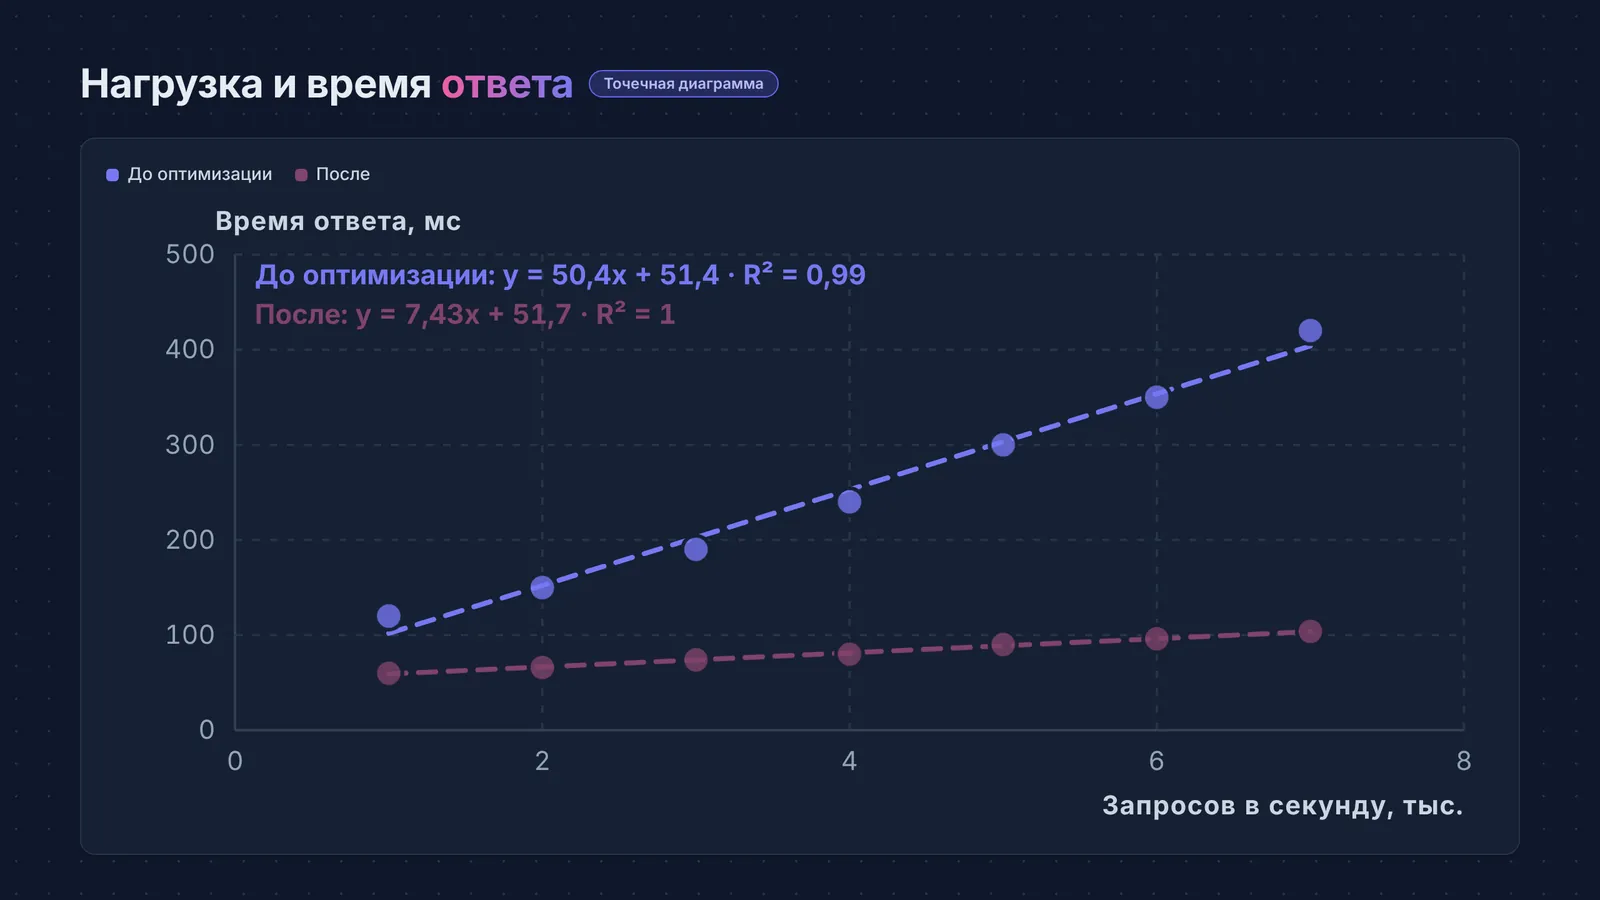 Нагрузка и время ответа
Точечная диаграмма
До оптимизации
После
Время ответа, мс
500
До оптимизации: y = 50,4x + 51,4 · R² = 0,99
После: y = 7,43x + 51,7 · R² = 1
400
300
200
100
0
0 2 4 6 8
Запросов в секунду, тыс.